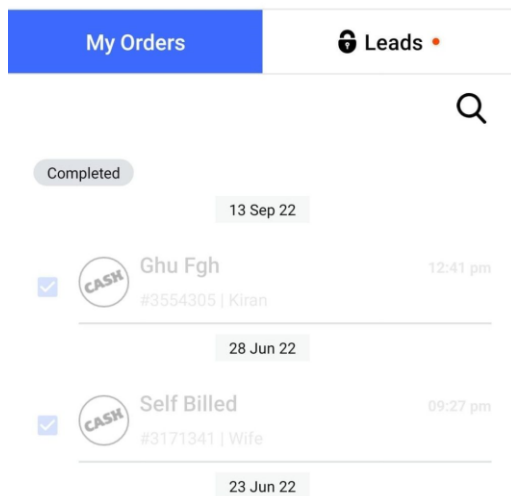 My Orders
Leads
Completed
13 Sep 22
CASH
Ghu Fgh
12:41 pm
#3554305 | Kiran
28 Jun 22
CASH
Self Billed
09:27 pm
#3171341 | Wife
23 Jun 22